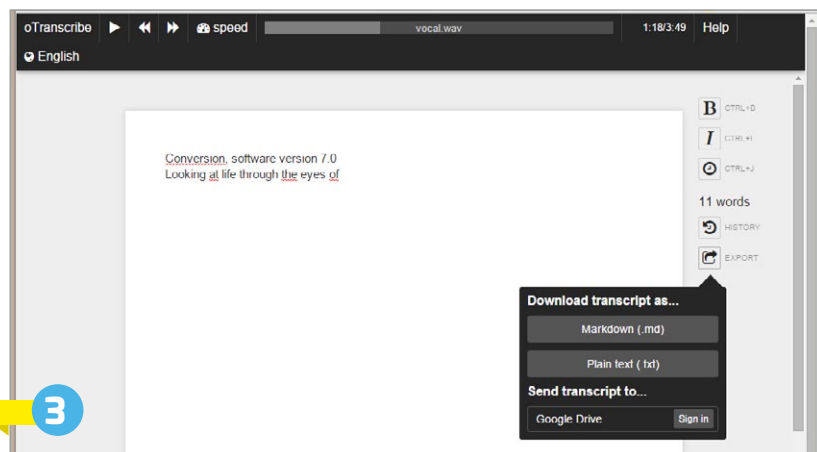 oTranscribe speed vocal.wav 1:18/3:49 Help
English
B CTRL+D
I CTRL+I
CTRL+J
Conversion, software version 7.0
Looking at life through the eyes of
11 words
HISTORY
EXPORT
Download transcript as...
Markdown (.md)
Plain text (.txt)
Send transcript to...
Google Drive Sign in
3